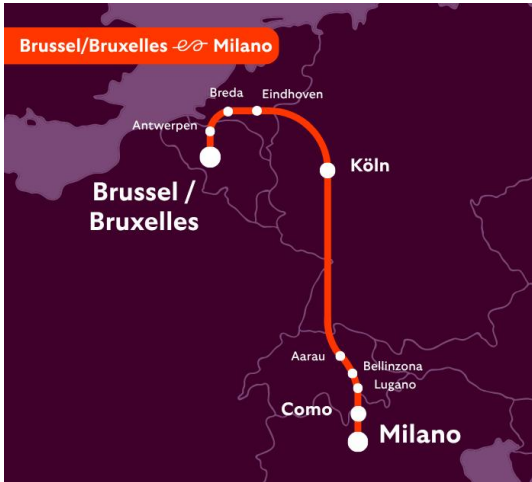 Brussel/Bruxelles Milano
Breda
Eindhoven
Antwerpen
Köln
Brussel /
Bruxelles
Aarau
Bellinzona
Lugano
Como
Milano